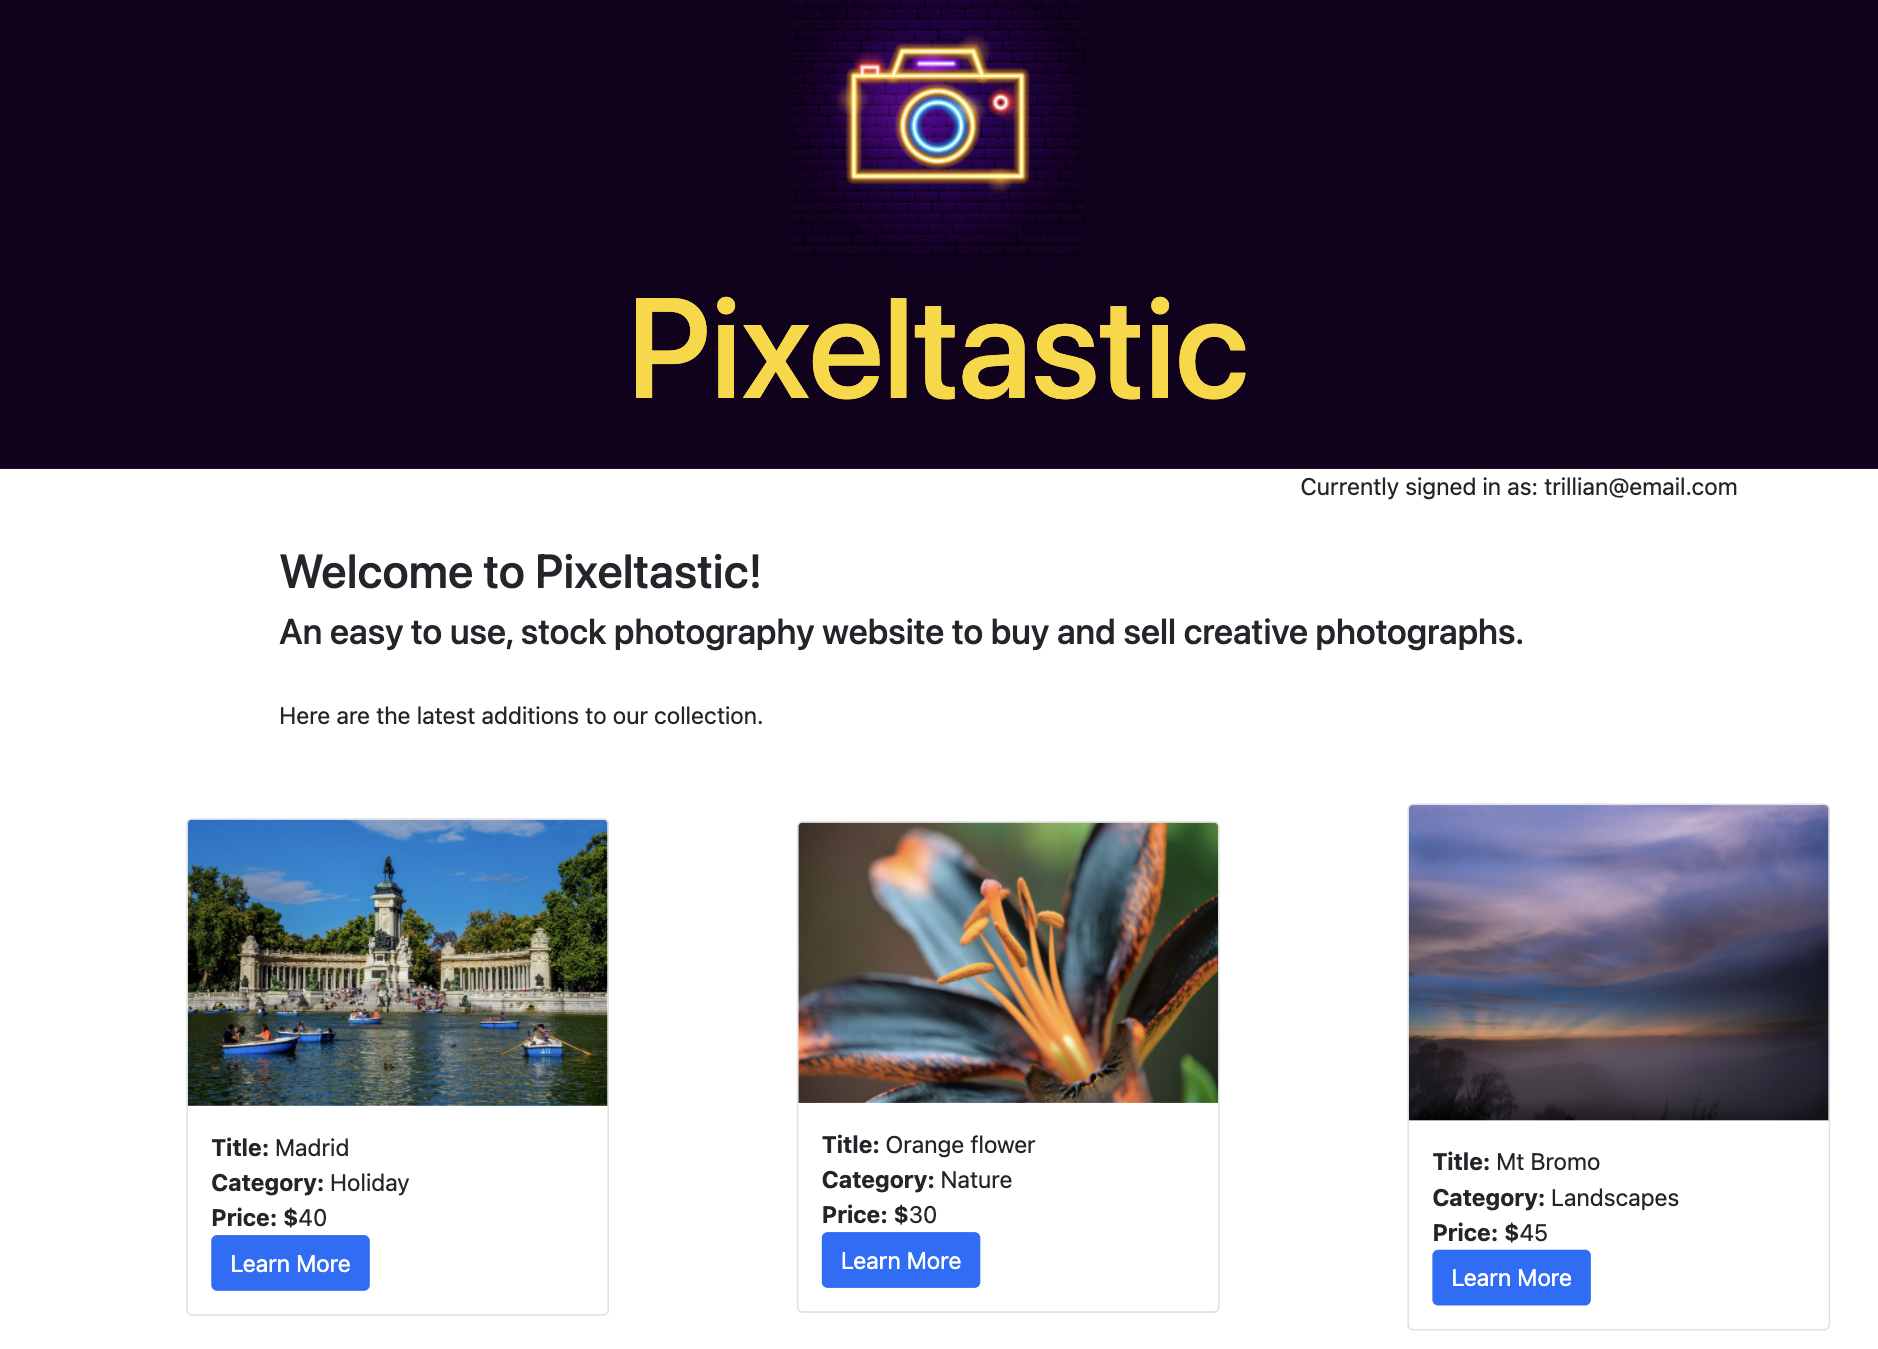 Pixeltastic
Currently signed in as: trillian@email.com
Welcome to Pixeltastic!
An easy to use, stock photography website to buy and sell creative photographs.
Here are the latest additions to our collection.
Title: Madrid
Category: Holiday
Price: $40
Learn More
Title: Orange flower
Category: Nature
Price: $30
Learn More
Title: Mt Bromo
Category: Landscapes
Price: $45
Learn More